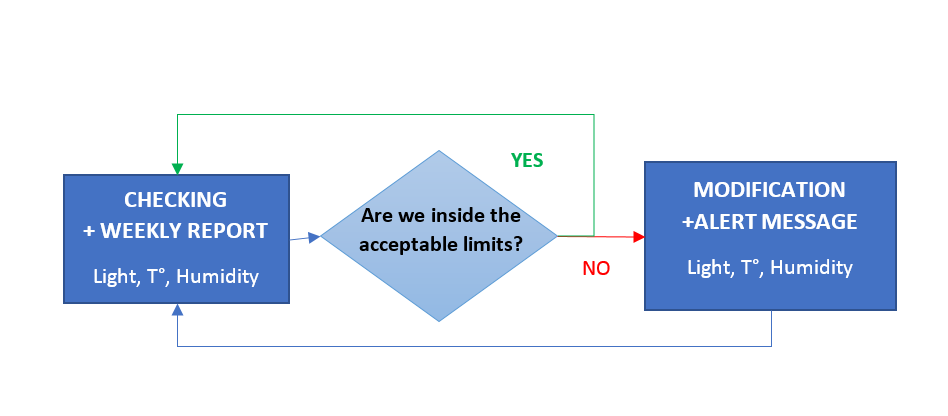 YES
CHECKING
+ WEEKLY REPORT
Light, T°, Humidity
Are we inside the
acceptable limits?
NO
MODIFICATION
+ALERT MESSAGE
Light, T°, Humidity